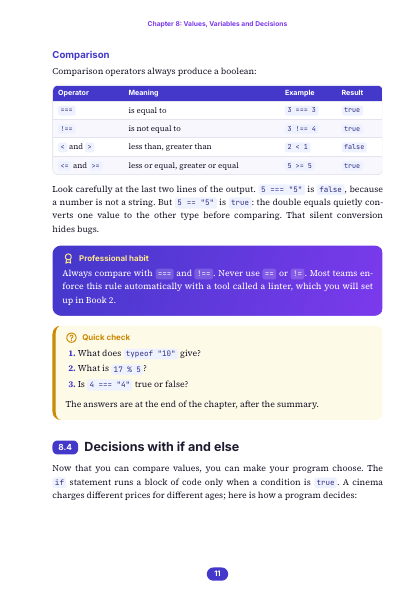 Chapter 8: Values, Variables and Decisions
Comparison
Comparison operators always produce a boolean:
Operator Meaning Example Result
=== is equal to 3 === 3 true
!== is not equal to 3 !== 4 true
< and > less than, greater than 2 < 1 false
<= and >= less or equal, greater or equal 5 >= 5 true
Look carefully at the last two lines of the output. 5 === "5" is false, because
a number is not a string. But 5 == "5" is true: the double equals quietly con-
verts one value to the other type before comparing. That silent conversion
hides bugs.
Professional habit
Always compare with === and !==. Never use == or !=. Most teams en-
force this rule automatically with a tool called a linter, which you will set
up in Book 2.
Quick check
1. What does typeof "10" give?
2. What is 17 % 5?
3. Is 4 === "4" true or false?
The answers are at the end of the chapter, after the summary.
8.4 Decisions with if and else
Now that you can compare values, you can make your program choose. The
if statement runs a block of code only when a condition is true. A cinema
charges different prices for different ages; here is how a program decides:
11